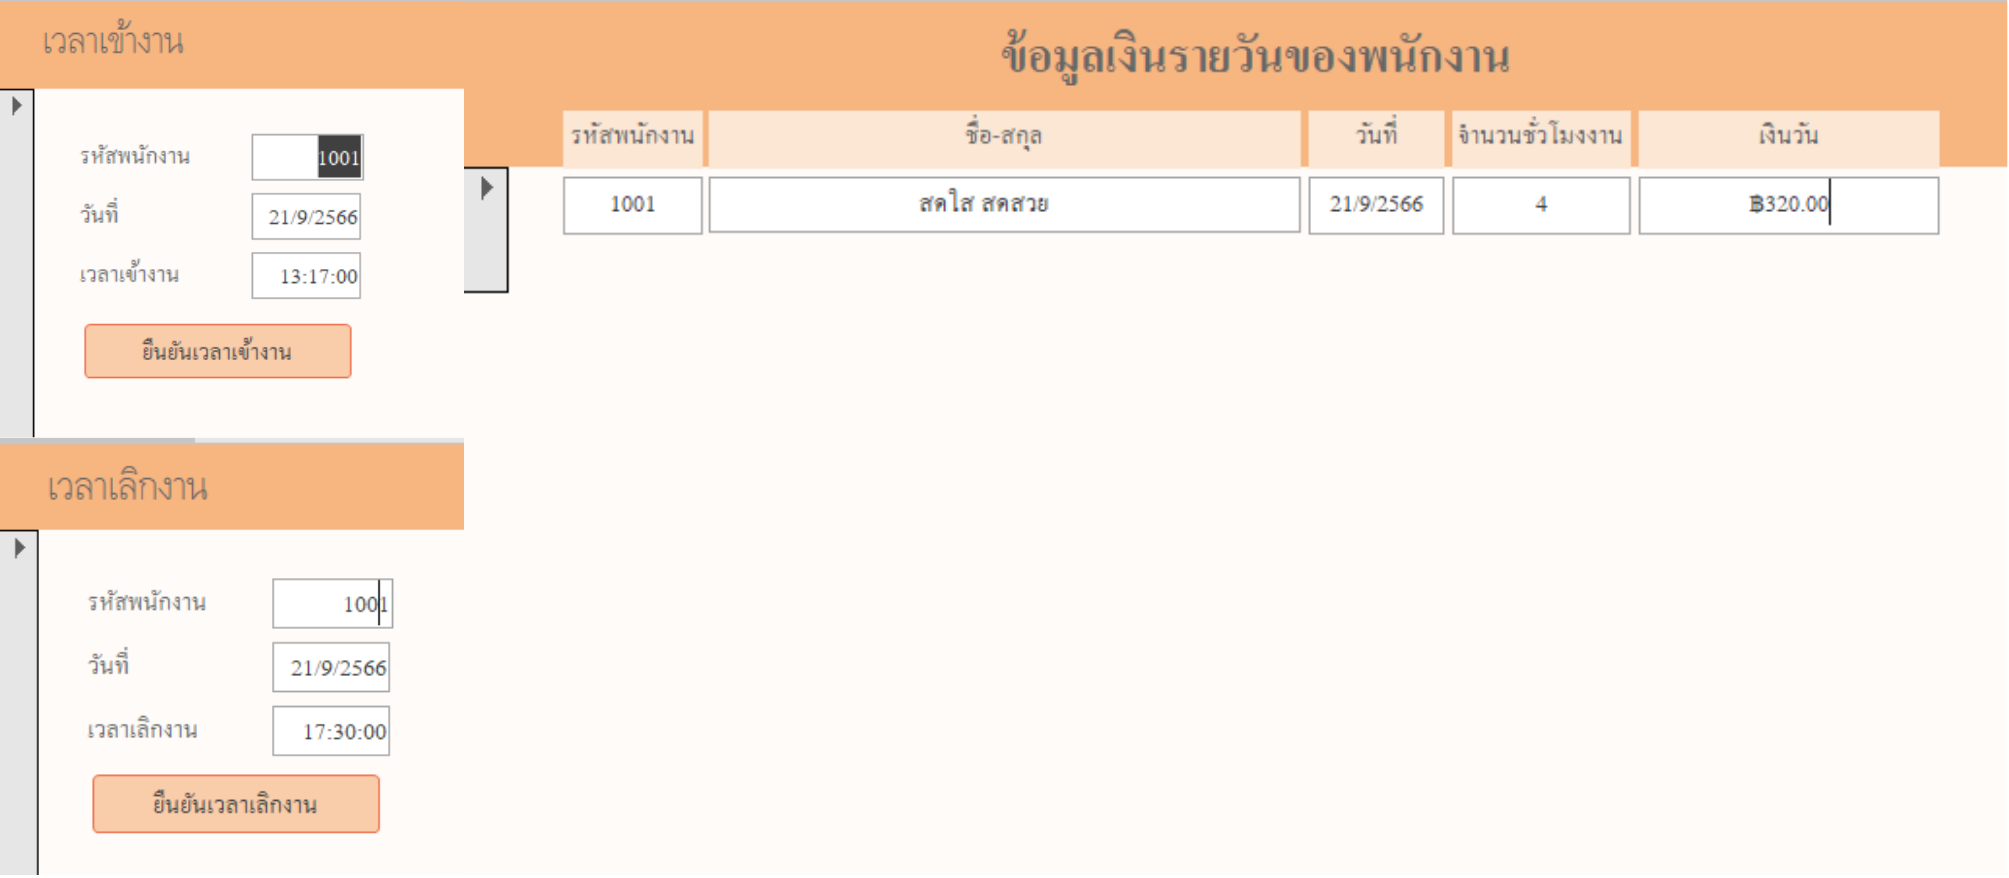 เวลาเข้างาน
รหัสพนักงาน 1001
วันที่ 21/9/2566
เวลาเข้างาน 13:17:00
ยืนยันเวลาเข้างาน
เวลาเลิกงาน
รหัสพนักงาน 1001
วันที่ 21/9/2566
เวลาเลิกงาน 17:30:00
ยืนยันเวลาเลิกงาน
ข้อมูลเงินรายวันของพนักงาน
รหัสพนักงาน ชื่อ-สกุล วันที่ จำนวนชั่วโมงงาน เงินวัน
1001 สดใส สดสวย 21/9/2566 4 ฿320.00